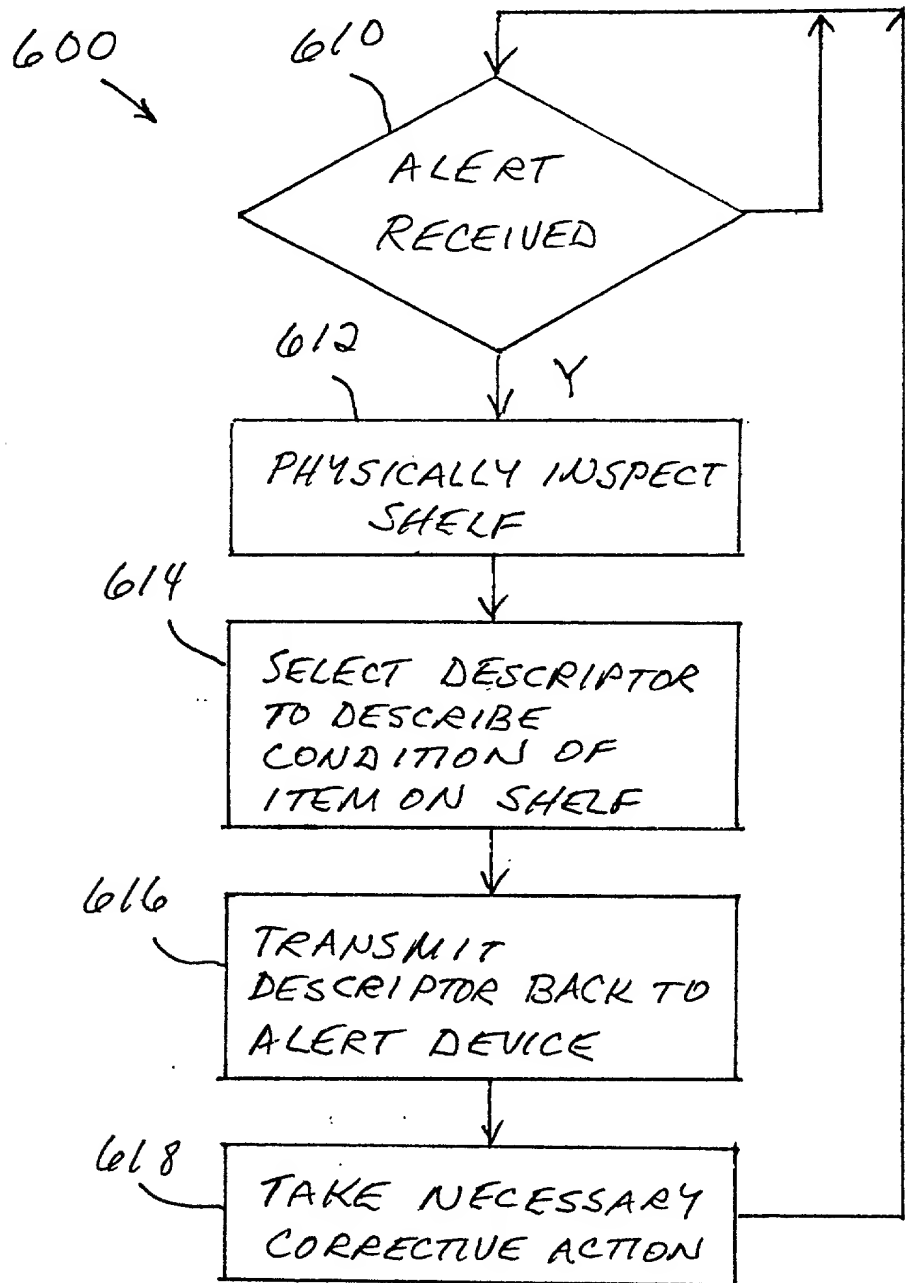 600
610
ALERT
RECEIVED
612
Y
PHYSICALLY INSPECT
SHELF
614
SELECT DESCRIPTOR
TO DESCRIBE
CONDITION OF
ITEM ON SHELF
616
TRANSMIT
DESCRIPTOR BACK TO
ALERT DEVICE
618
TAKE NECESSARY
CORRECTIVE ACTION